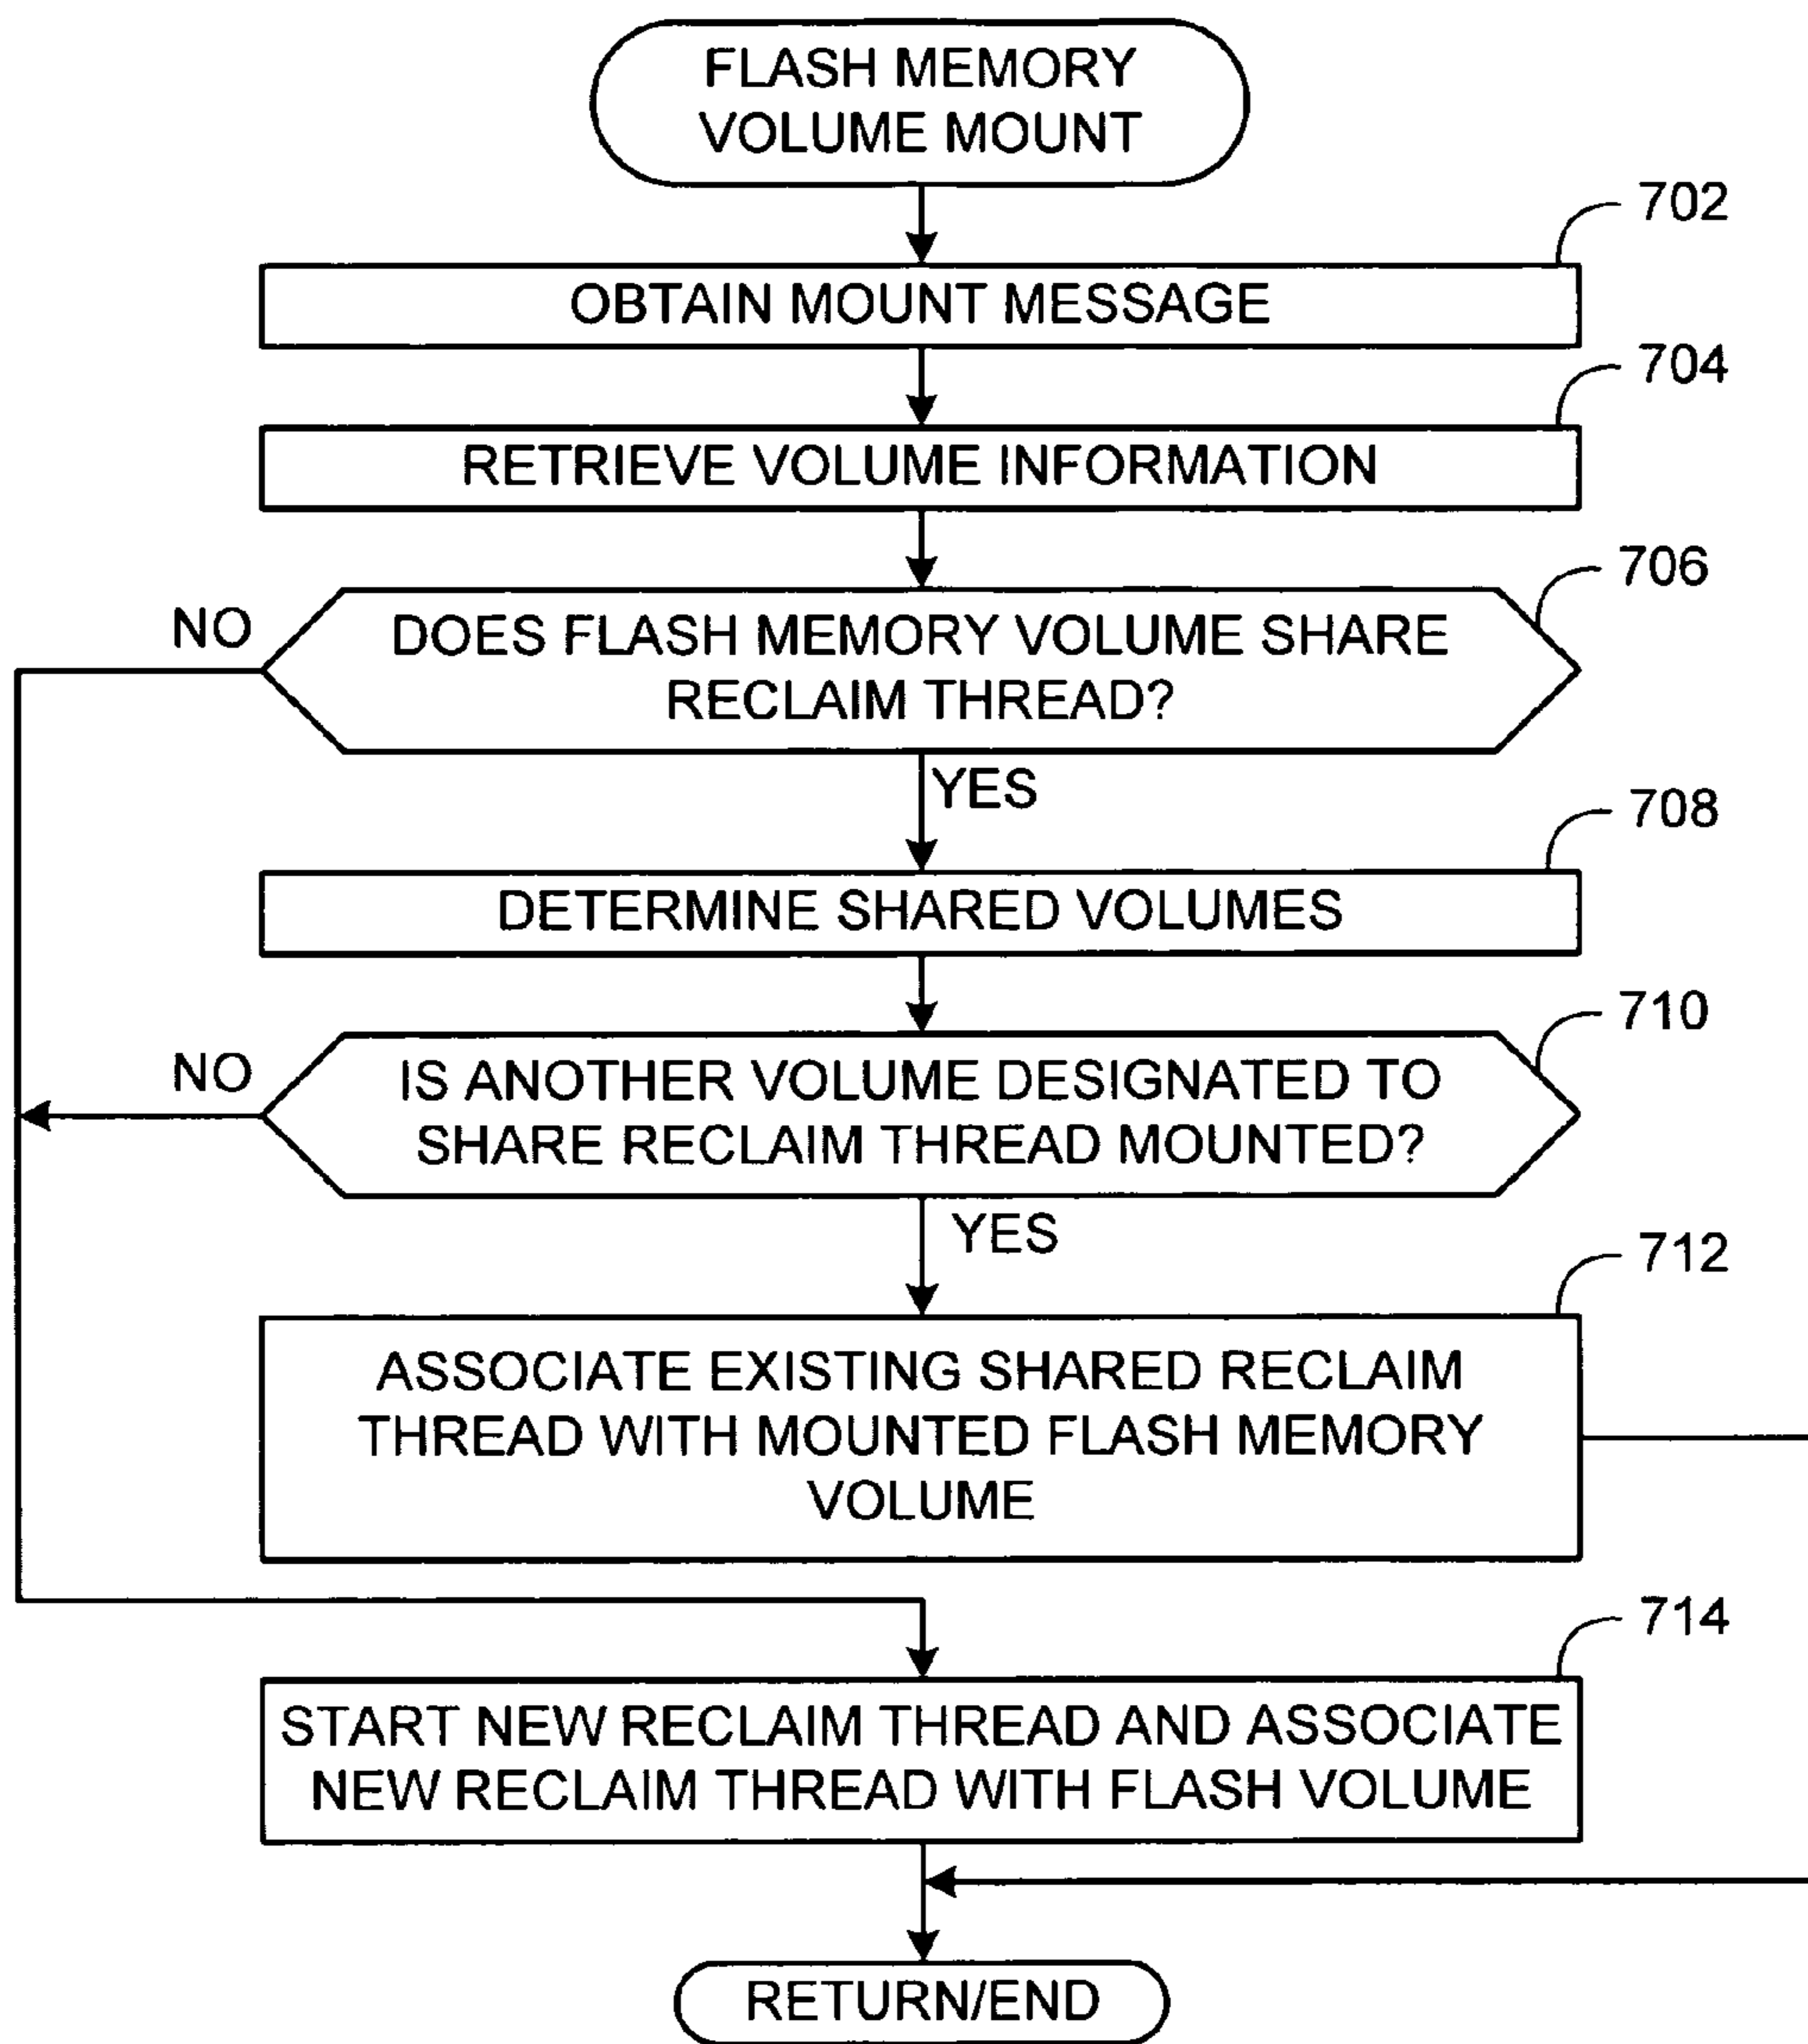 FLASH MEMORY
VOLUME MOUNT
702
OBTAIN MOUNT MESSAGE
704
RETRIEVE VOLUME INFORMATION
706
NO
DOES FLASH MEMORY VOLUME SHARE
RECLAIM THREAD?
YES
708
DETERMINE SHARED VOLUMES
710
NO
IS ANOTHER VOLUME DESIGNATED TO
SHARE RECLAIM THREAD MOUNTED?
YES
712
ASSOCIATE EXISTING SHARED RECLAIM
THREAD WITH MOUNTED FLASH MEMORY
VOLUME
714
START NEW RECLAIM THREAD AND ASSOCIATE
NEW RECLAIM THREAD WITH FLASH VOLUME
RETURN/END